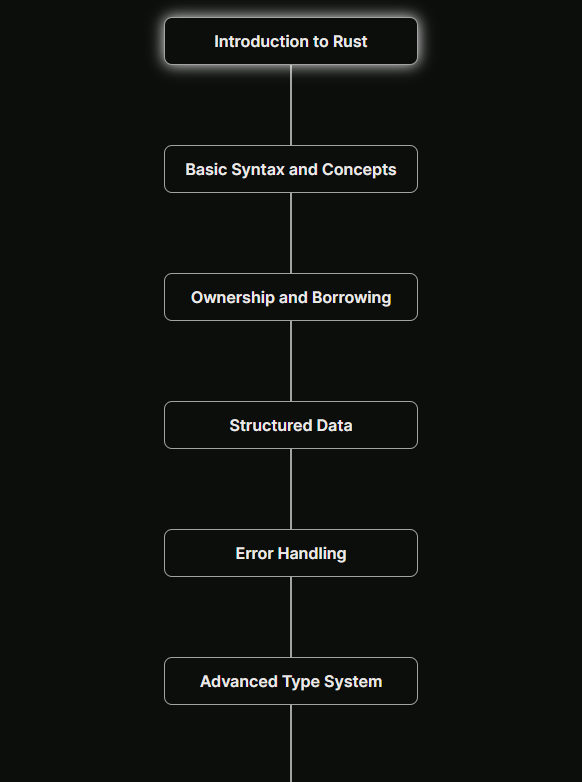 Introduction to Rust
Basic Syntax and Concepts
Ownership and Borrowing
Structured Data
Error Handling
Advanced Type System